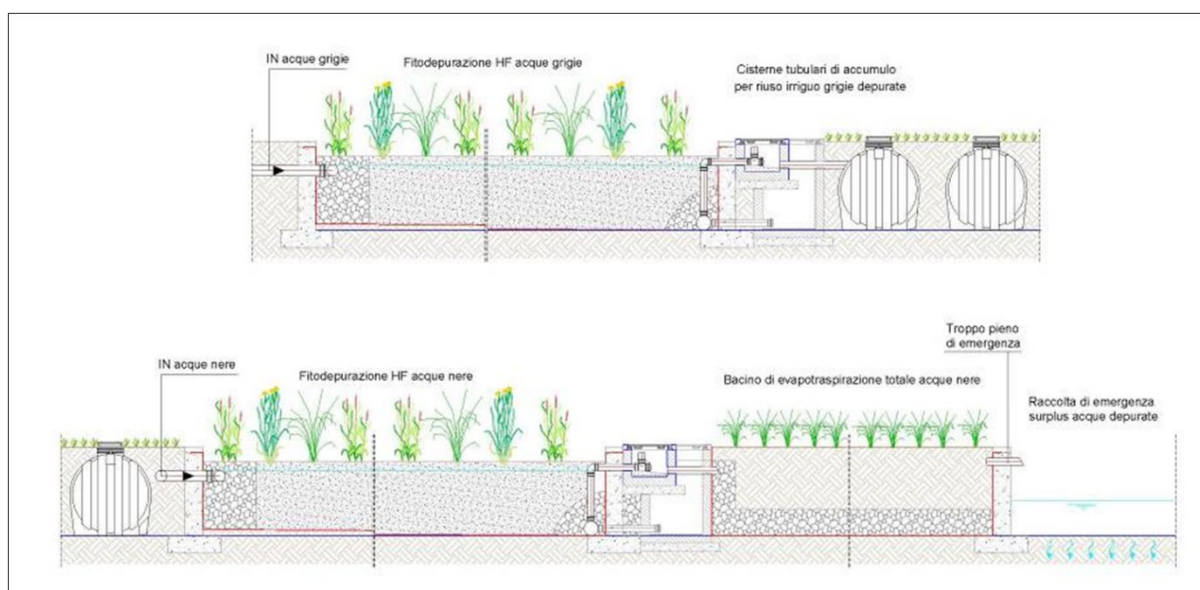 IN acque grigie
Fitodepurazione HF acque grigie
Cisterne tubulari di accumulo
per riuso irriguo grigie depurate
IN acque nere
Fitodepurazione HF acque nere
Bacino di evapotraspirazione totale acque nere
Troppo pieno
di emergenza
Raccolta di emergenza
surplus acque depurate